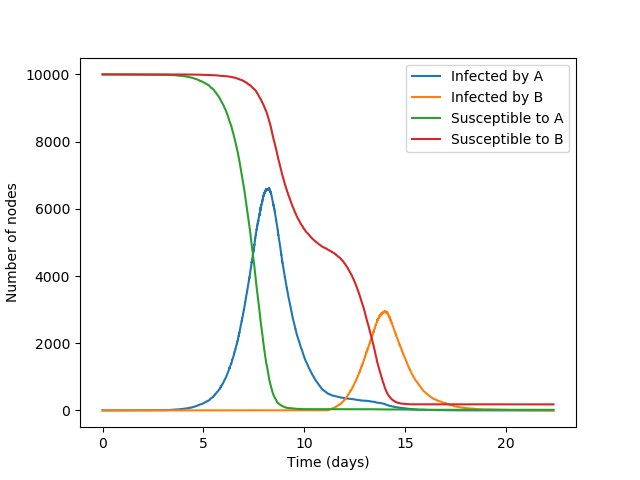 Infected by A
Infected by B
Susceptible to A
Susceptible to B
Number of nodes
10000
8000
6000
4000
2000
0
0 5 10 15 20
Time (days)